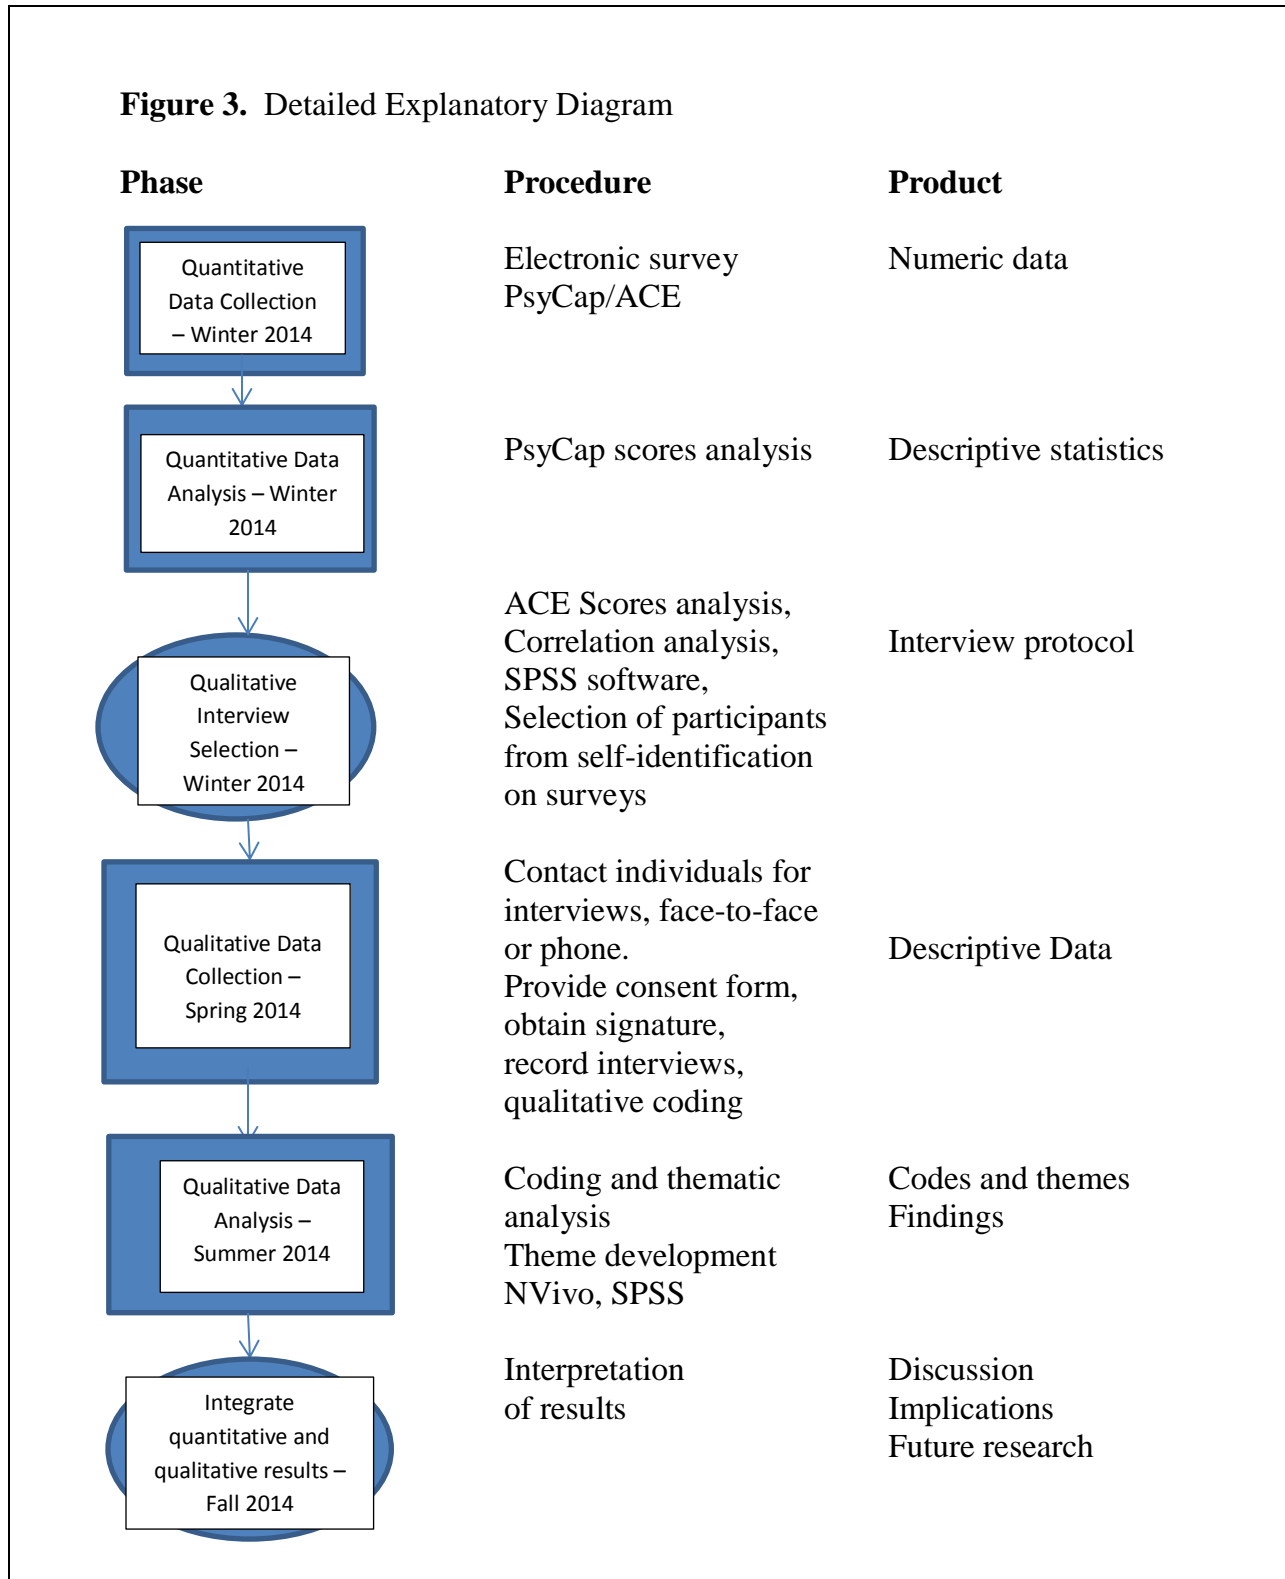 Figure 3. Detailed Explanatory Diagram
Phase Procedure Product
Quantitative
Data Collection
– Winter 2014
Electronic survey
PsyCap/ACE
Numeric data
Quantitative Data
Analysis – Winter
2014
PsyCap scores analysis
Descriptive statistics
Qualitative
Interview
Selection –
Winter 2014
ACE Scores analysis,
Correlation analysis,
SPSS software,
Selection of participants
from self-identification
on surveys
Interview protocol
Qualitative Data
Collection –
Spring 2014
Contact individuals for
interviews, face-to-face
or phone.
Provide consent form,
obtain signature,
record interviews,
qualitative coding
Descriptive Data
Qualitative Data
Analysis –
Summer 2014
Coding and thematic
analysis
Theme development
NVivo, SPSS
Codes and themes
Findings
Integrate
quantitative and
qualitative results –
Fall 2014
Interpretation
of results
Discussion
Implications
Future research